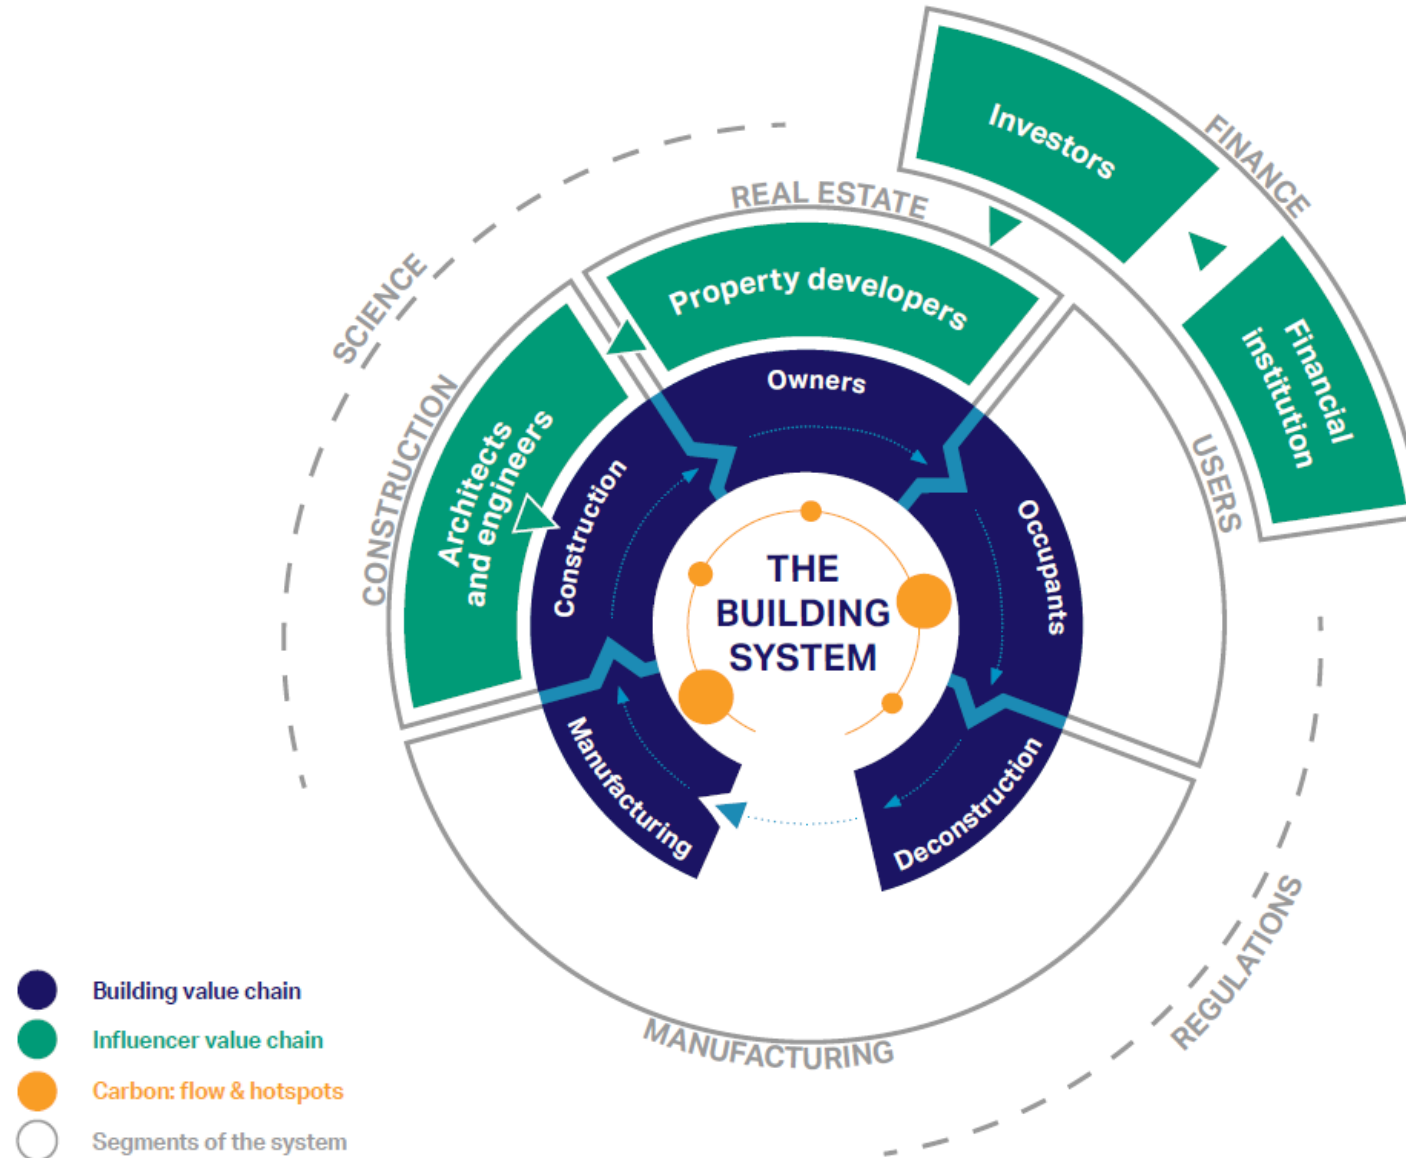 FINANCE
Investors
Financial
institution
SCIENCE
REAL ESTATE
Property developers
CONSTRUCTION
Architects
and engineers
USERS
Owners
Construction
Occupants
Manufacturing
Deconstruction
THE
BUILDING
SYSTEM
MANUFACTURING
REGULATIONS
Building value chain
Influencer value chain
Carbon: flow & hotspots
Segments of the system